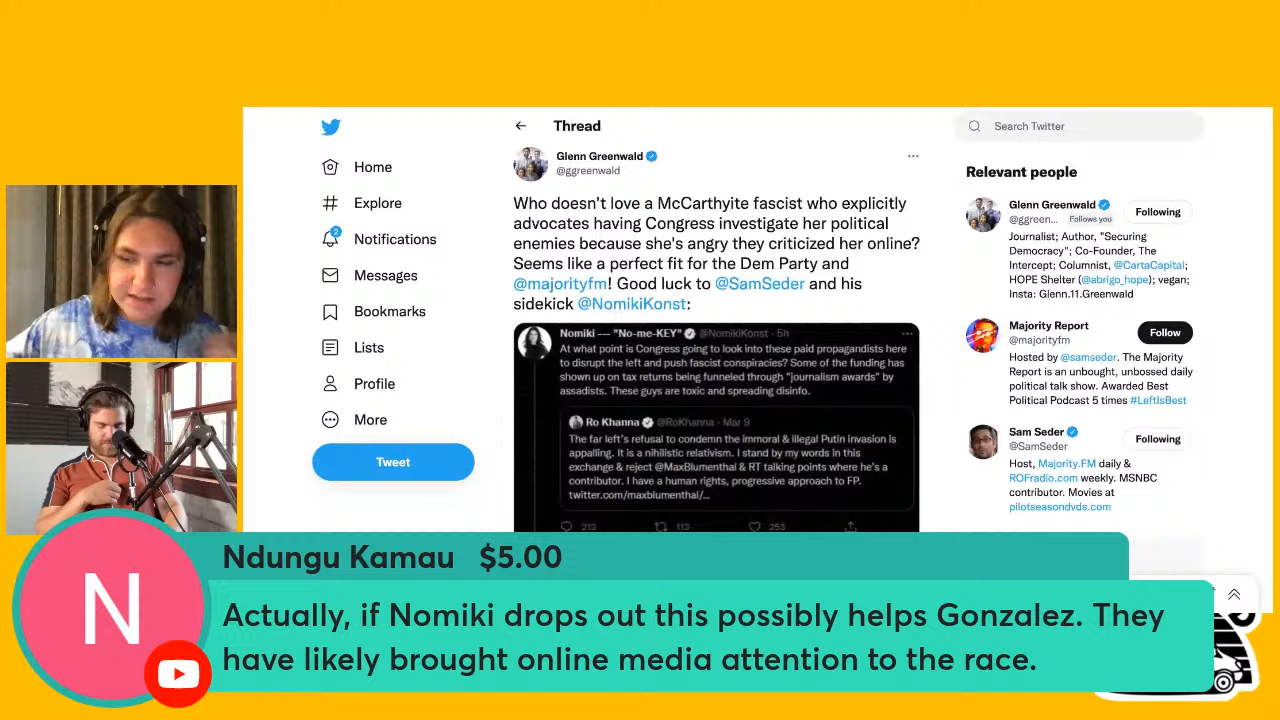 Home
Explore
2
Notifications
Messages
Bookmarks
Lists
Profile
More
Tweet
Thread
Glenn Greenwald
@ggreenwald
Who doesn't love a McCarthyite fascist who explicitly
advocates having Congress investigate her political
enemies because she's angry they criticized her online?
Seems like a perfect fit for the Dem Party and
@majorityfm! Good luck to @SamSeder and his
sidekick @NomikiKonst:
Nomiki — "No-me-KEY" @NomikiKonst · 5h
At what point is Congress going to look into these paid propagandists here
to disrupt the left and push fascist conspiracies? Some of the funding has
shown up on tax returns being funneled through "journalism awards" by
assadists. These guys are toxic and spreading disinfo.
Ro Khanna @RoKhanna · Mar 9
The far left's refusal to condemn the immoral & illegal Putin invasion is
appalling. It is a nihilistic relativism. I stand by my words in this
exchange & reject @MaxBlumenthal & RT talking points where he's a
contributor. I have a human rights, progressive approach to FP.
twitter.com/maxblumenthal/...
213 113 253
Search Twitter
Relevant people
Glenn Greenwald
@ggreen... Follows you
Following
Journalist; Author, "Securing
Democracy"; Co-Founder, The
Intercept; Columnist, @CartaCapital;
HOPE Shelter (@abrigo_hope); vegan;
Insta: Glenn.11.Greenwald
Majority Report
@majorityfm
Follow
Hosted by @samseder. The Majority
Report is an unbought, unbossed daily
political talk show. Awarded Best
Political Podcast 5 times #LeftIsBest
Sam Seder
@SamSeder
Following
Host, Majority.FM daily &
ROFradio.com weekly. MSNBC
contributor. Movies at
pilotseasondvds.com
N
Ndungu Kamau $5.00
Actually, if Nomiki drops out this possibly helps Gonzalez. They
have likely brought online media attention to the race.